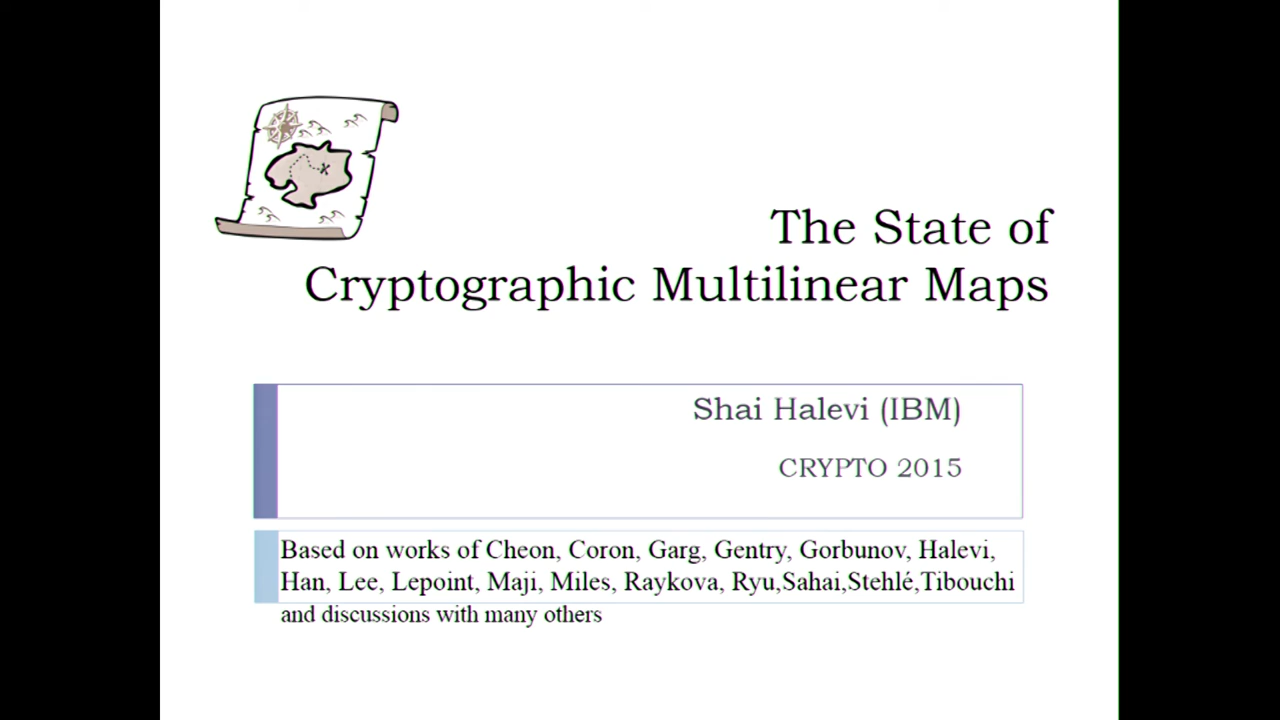 The State of
Cryptographic Multilinear Maps
Shai Halevi (IBM)
CRYPTO 2015
Based on works of Cheon, Coron, Garg, Gentry, Gorbunov, Halevi,
Han, Lee, Lepoint, Maji, Miles, Raykova, Ryu,Sahai,Stehlé,Tibouchi
and discussions with many others